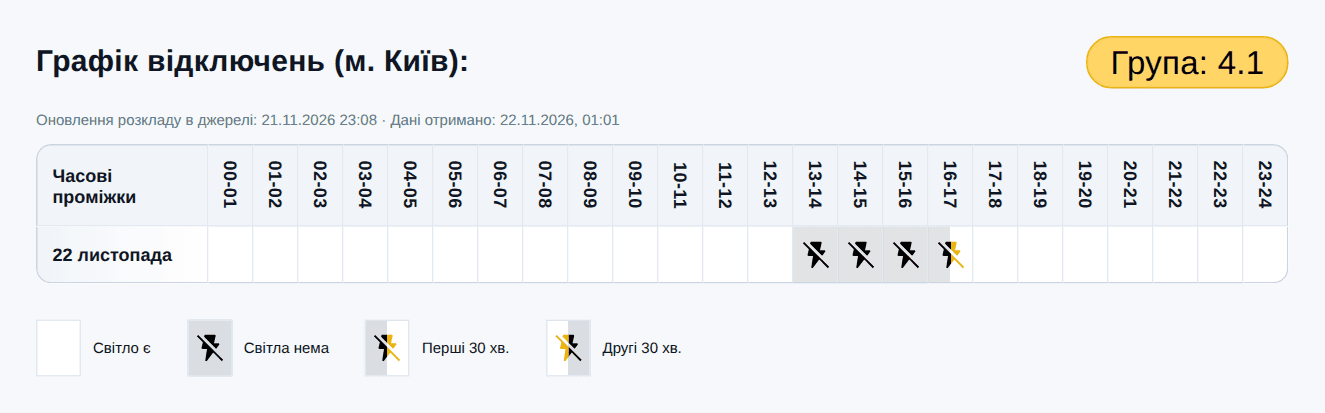 Графік відключень (м. Київ):
Група: 4.1
Оновлення розкладу в джерелі: 21.11.2026 23:08 · Дані отримано: 22.11.2026, 01:01
Часові
проміжки
00-01
01-02
02-03
03-04
04-05
05-06
06-07
07-08
08-09
09-10
10-11
11-12
12-13
13-14
14-15
15-16
16-17
17-18
18-19
19-20
20-21
21-22
22-23
23-24
22 листопада
Світло є
Світла нема
Перші 30 хв.
Другі 30 хв.